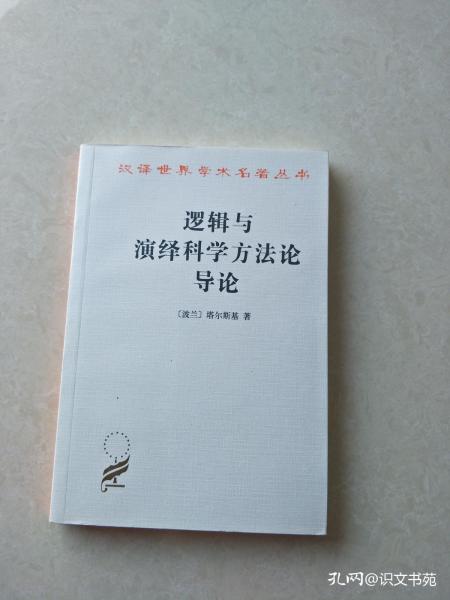 汉译世界学术名著丛书
逻辑与
演绎科学方法论
导论
〔波兰〕塔尔斯基 著
孔网@识文书苑